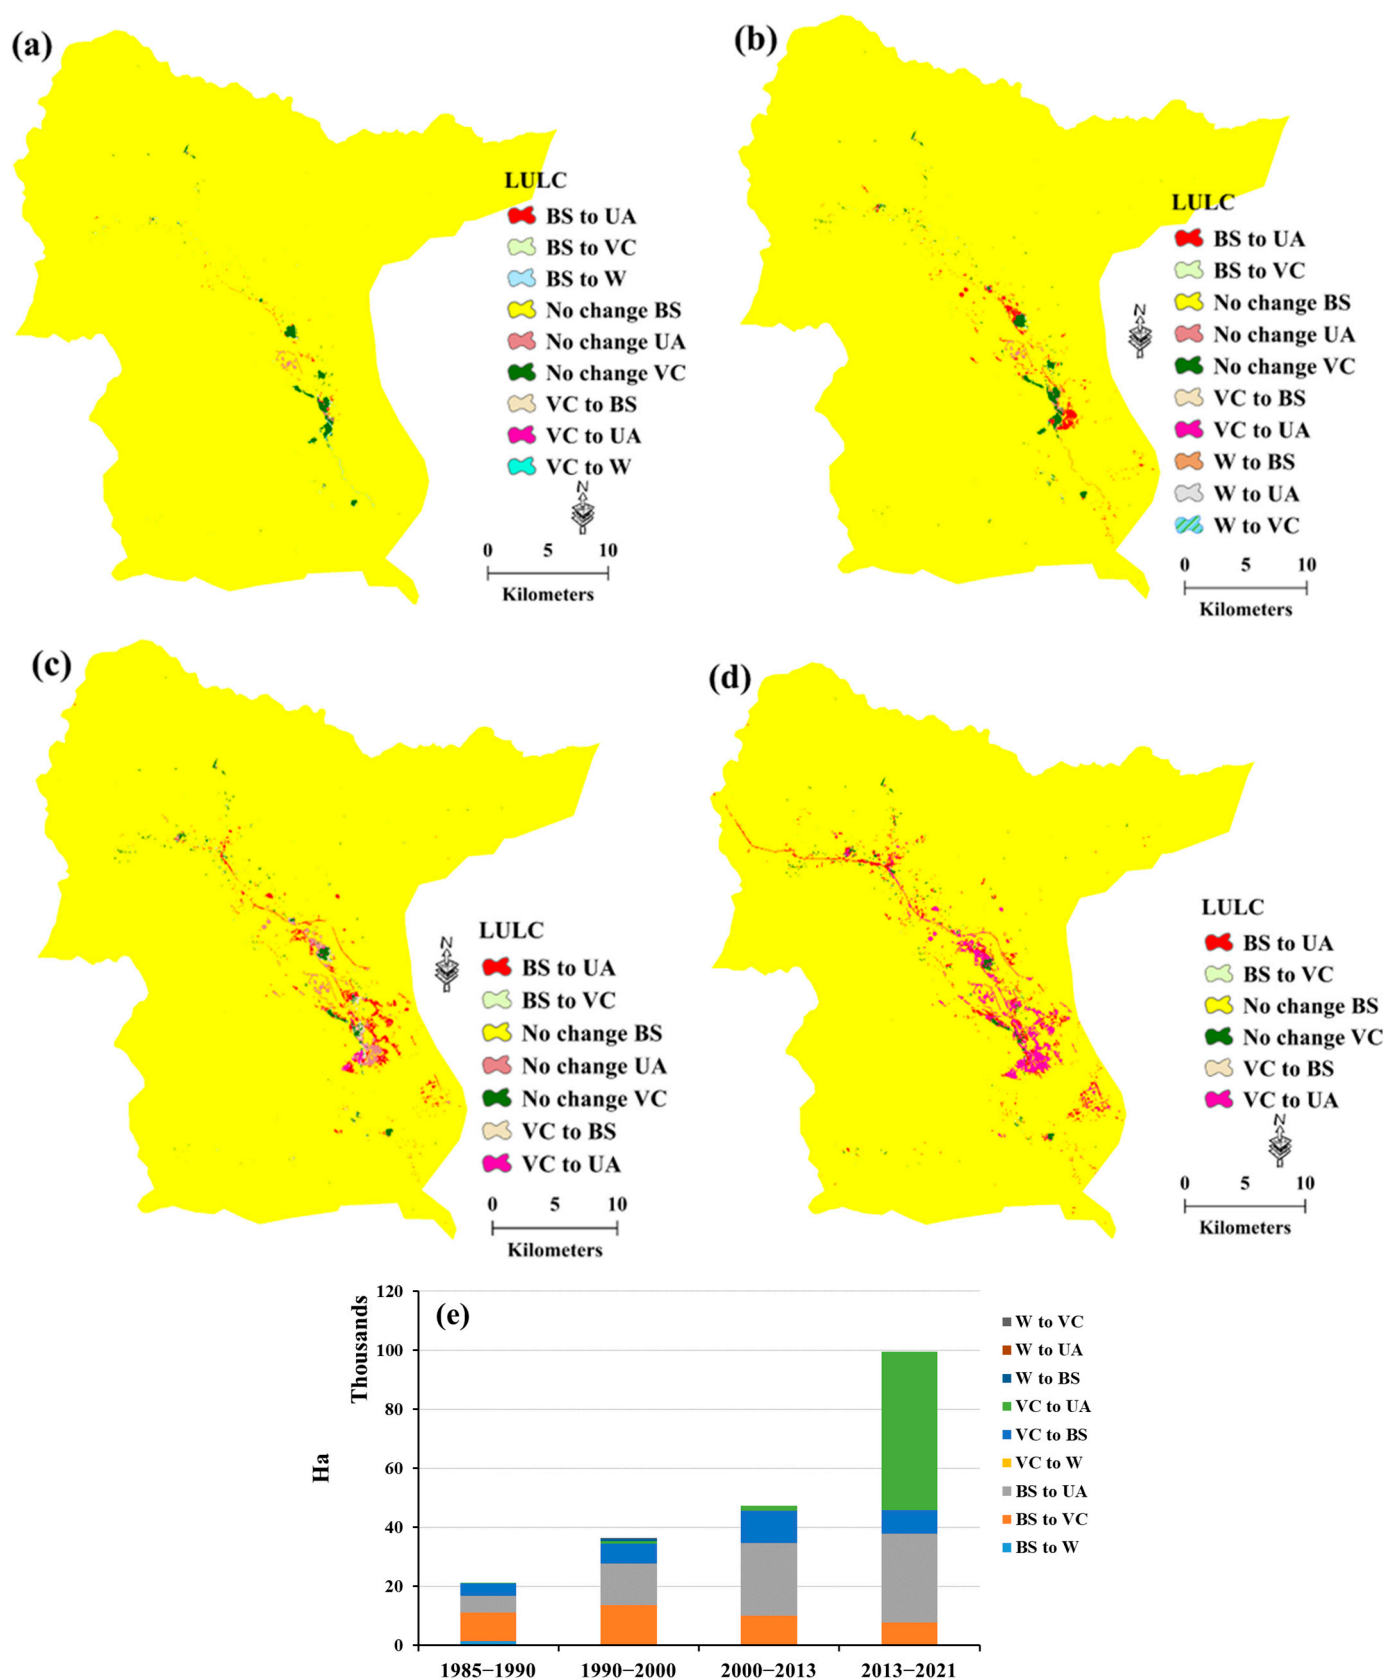 (a)
LULC
BS to UA
BS to VC
BS to W
No change BS
No change UA
No change VC
VC to BS
VC to UA
VC to W
N
0 5 10
Kilometers
(b)
LULC
BS to UA
BS to VC
No change BS
No change UA
No change VC
VC to BS
VC to UA
W to BS
W to UA
W to VC
N
0 5 10
Kilometers
(c)
LULC
BS to UA
BS to VC
No change BS
No change UA
No change VC
VC to BS
VC to UA
N
0 5 10
Kilometers
(d)
LULC
BS to UA
BS to VC
No change BS
No change VC
VC to BS
VC to UA
N
0 5 10
Kilometers
(e)
Thousands
Ha
120
100
80
60
40
20
0
1985–1990 1990–2000 2000–2013 2013–2021
W to VC
W to UA
W to BS
VC to UA
VC to BS
VC to W
BS to UA
BS to VC
BS to W